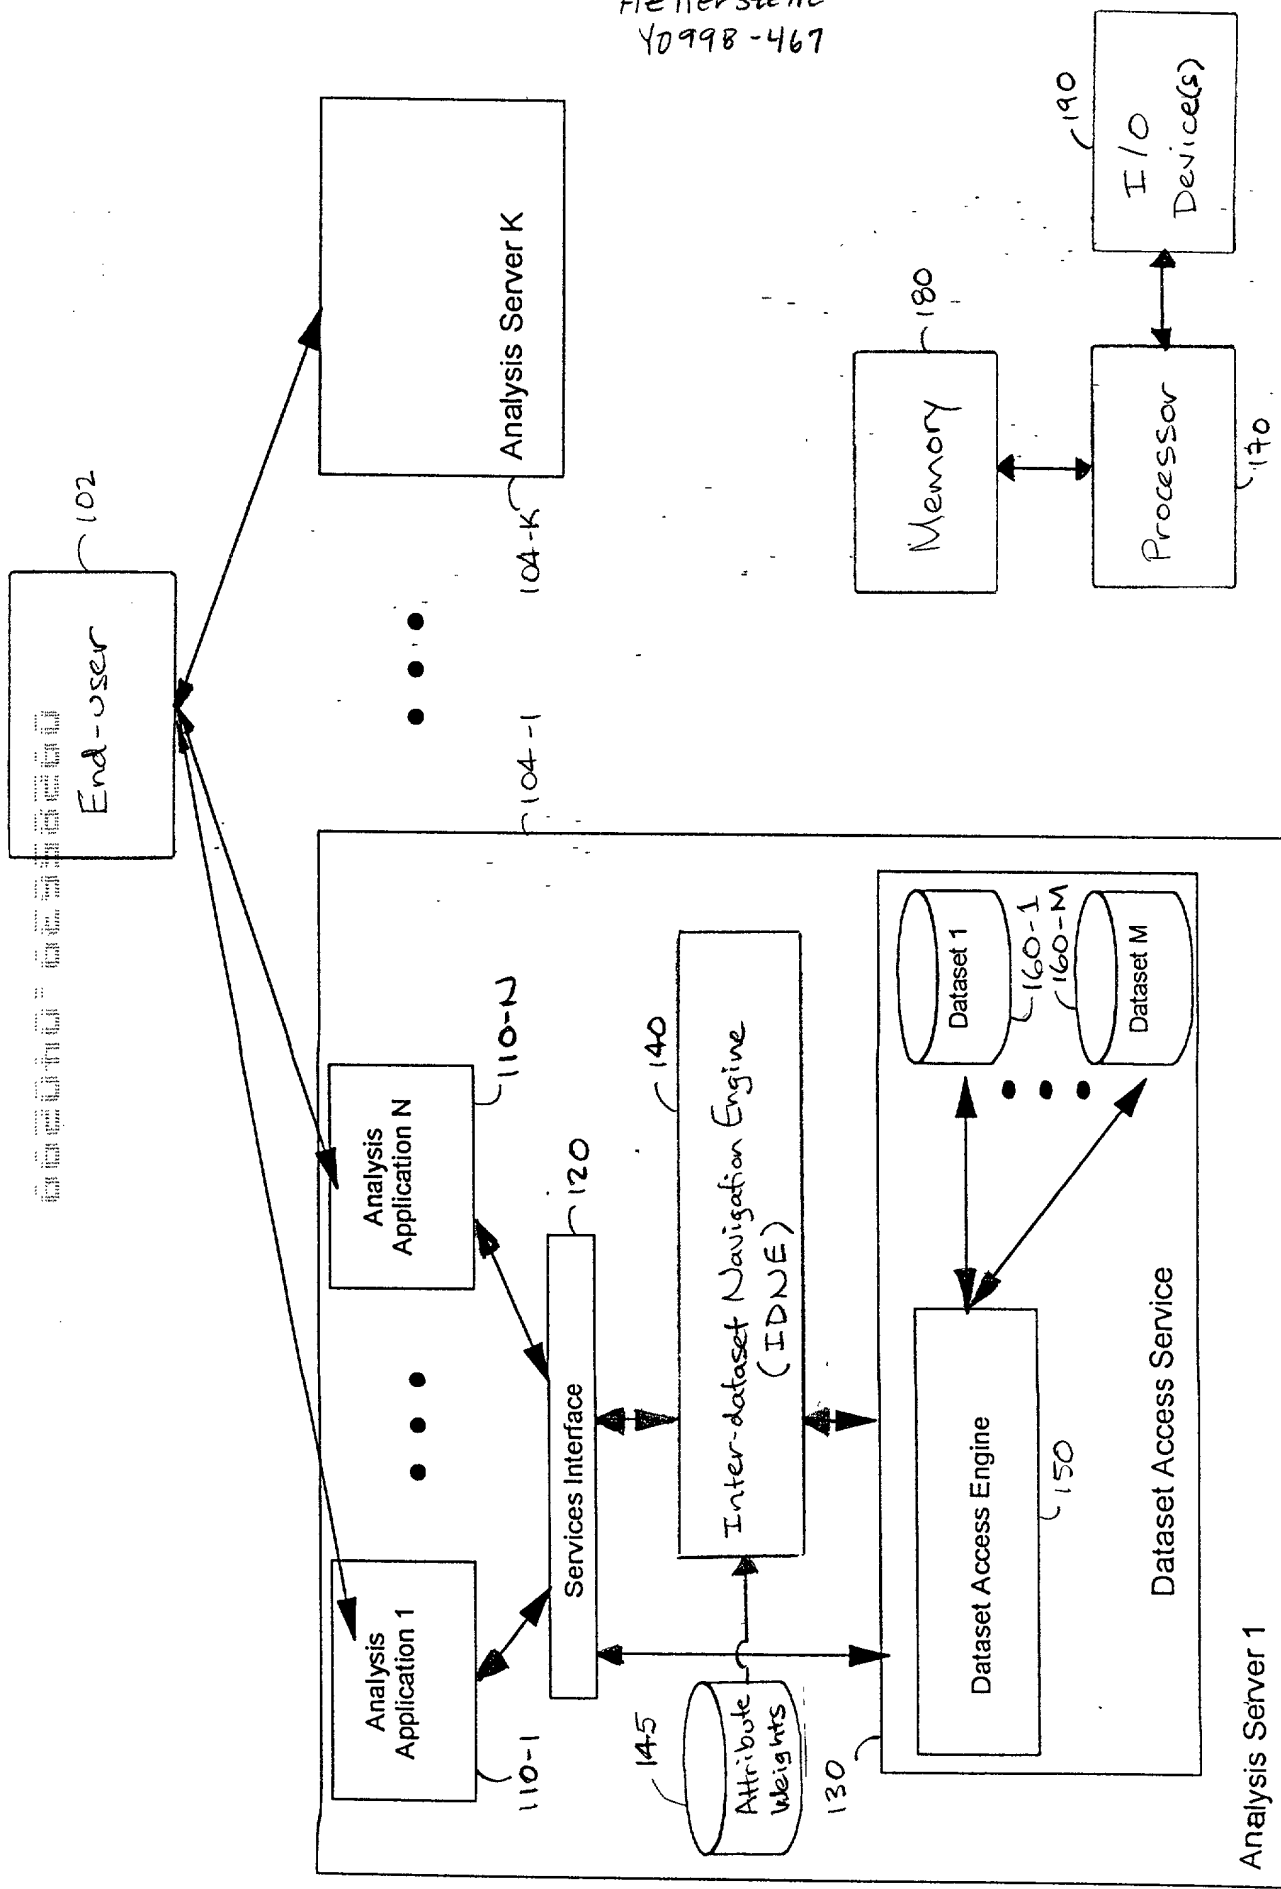 YO998-467
End-user
102
Analysis Server K
104-K
104-1
Analysis
Application 1
110-1
Analysis
Application N
110-N
Services Interface
120
Inter-dataset Navigation Engine
(IDNE)
140
Attribute
Weights
145
130
Dataset Access Engine
150
Dataset 1
160-1
160-M
Dataset M
Dataset Access Service
Analysis Server 1
Memory
180
Processor
170
I/O
Device(s)
190